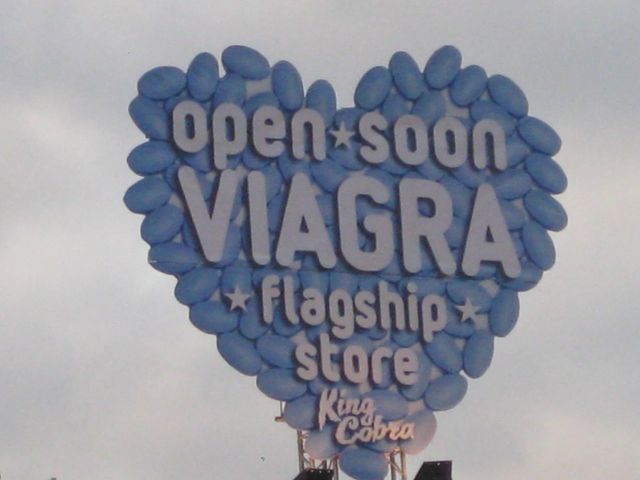 open★soon
VIAGRA
★flagship★
store
King
Cobra